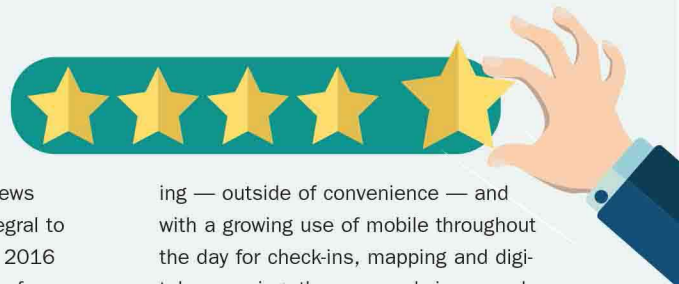 ews
egral to
2016
ing — outside of convenience — and
with a growing use of mobile throughout
the day for check-ins, mapping and digi-